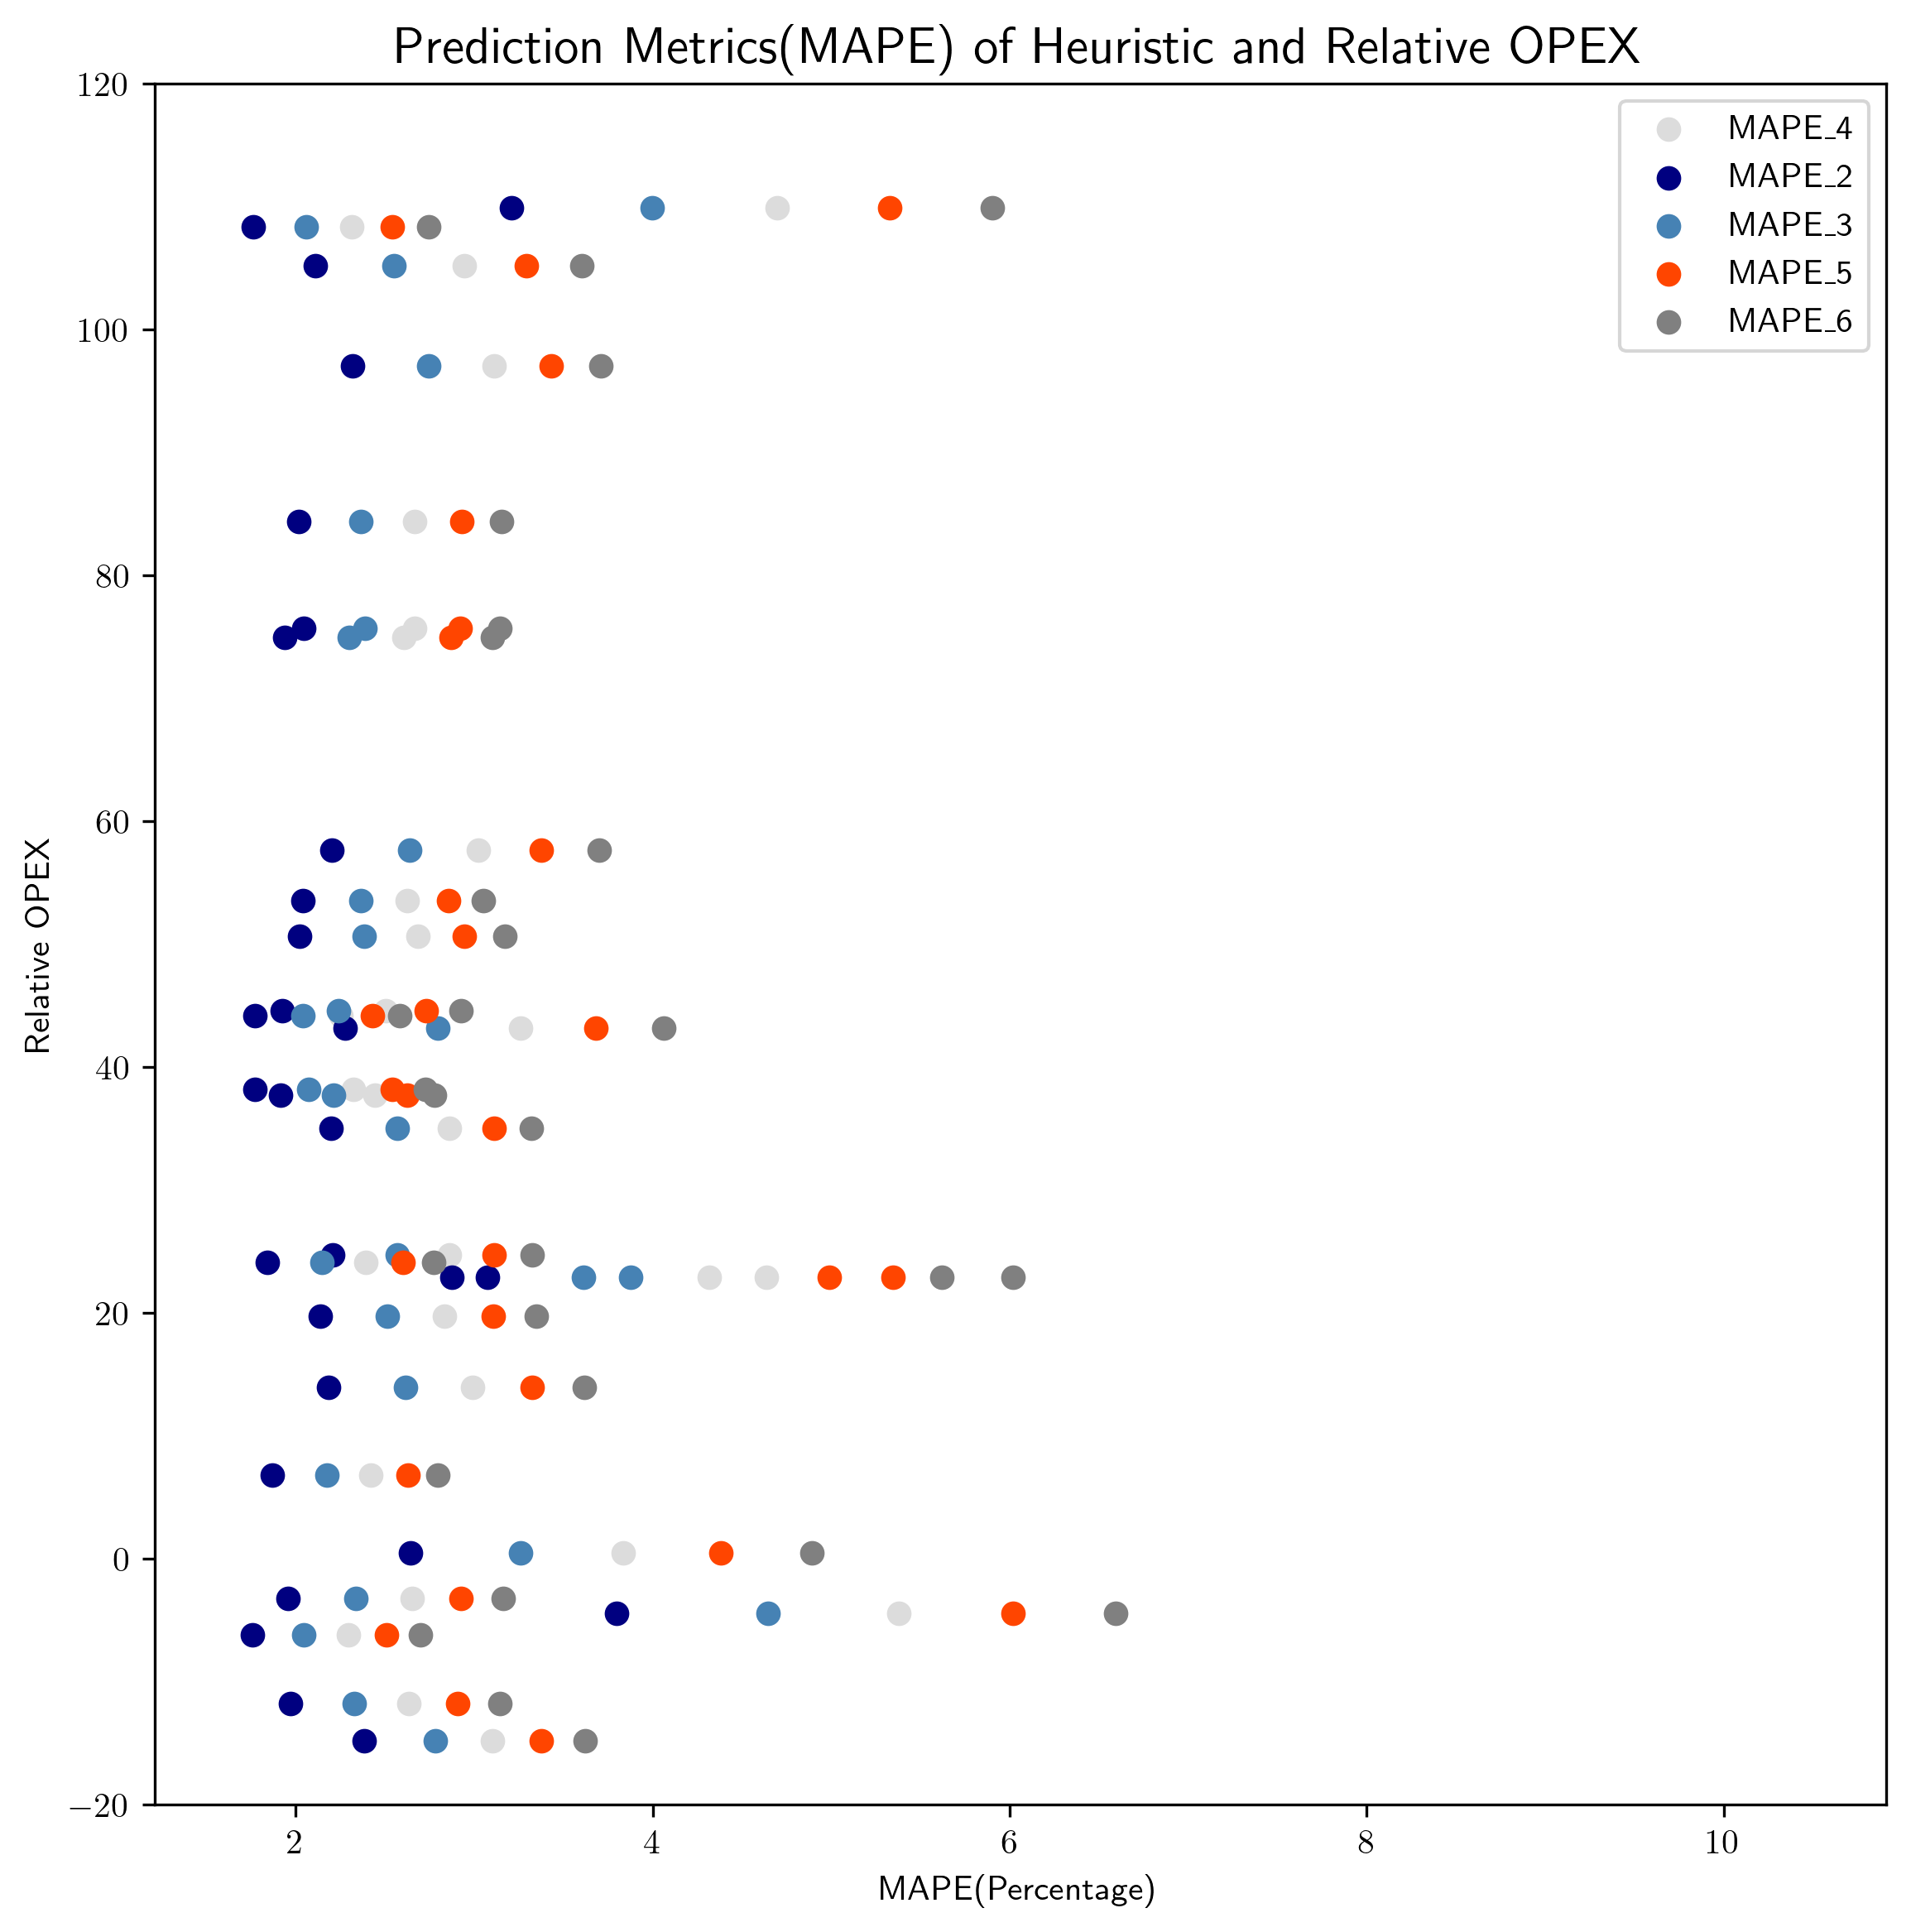 Prediction Metrics(MAPE) of Heuristic and Relative OPEX
120
100
80
60
40
20
0
−20
Relative OPEX
MAPE_4
MAPE_2
MAPE_3
MAPE_5
MAPE_6
2 4 6 8 10
MAPE(Percentage)